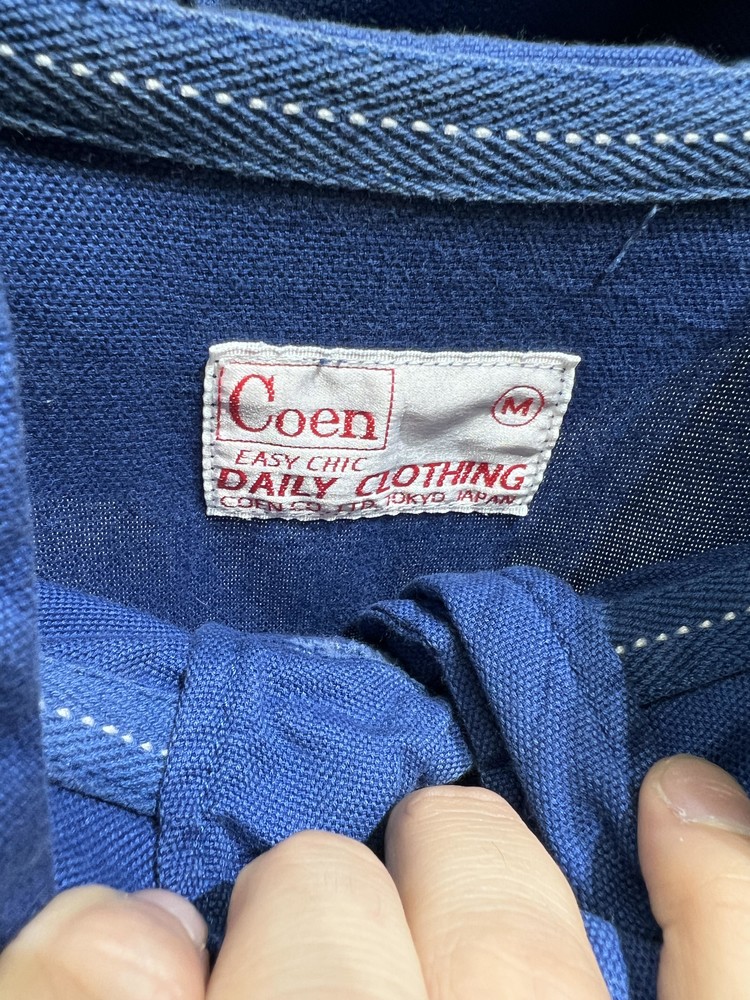 Coen
M
EASY CHIC
DAILY CLOTHING
COEN CO., LTD. TOKYO JAPAN